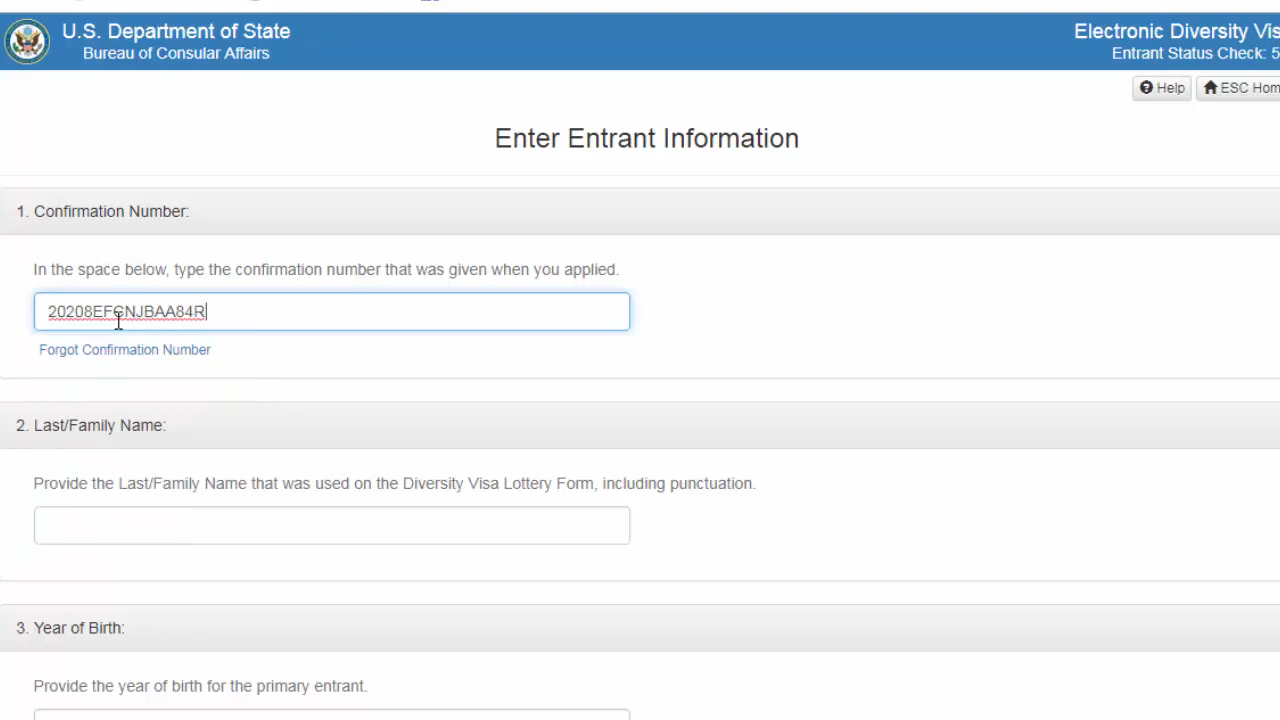 U.S. Department of State
Bureau of Consular Affairs
Electronic Diversity Vis
Entrant Status Check: 5
Help
ESC Hom
Enter Entrant Information
1. Confirmation Number:
In the space below, type the confirmation number that was given when you applied.
20208EFCNJBAA84R
Forgot Confirmation Number
2. Last/Family Name:
Provide the Last/Family Name that was used on the Diversity Visa Lottery Form, including punctuation.
3. Year of Birth:
Provide the year of birth for the primary entrant.